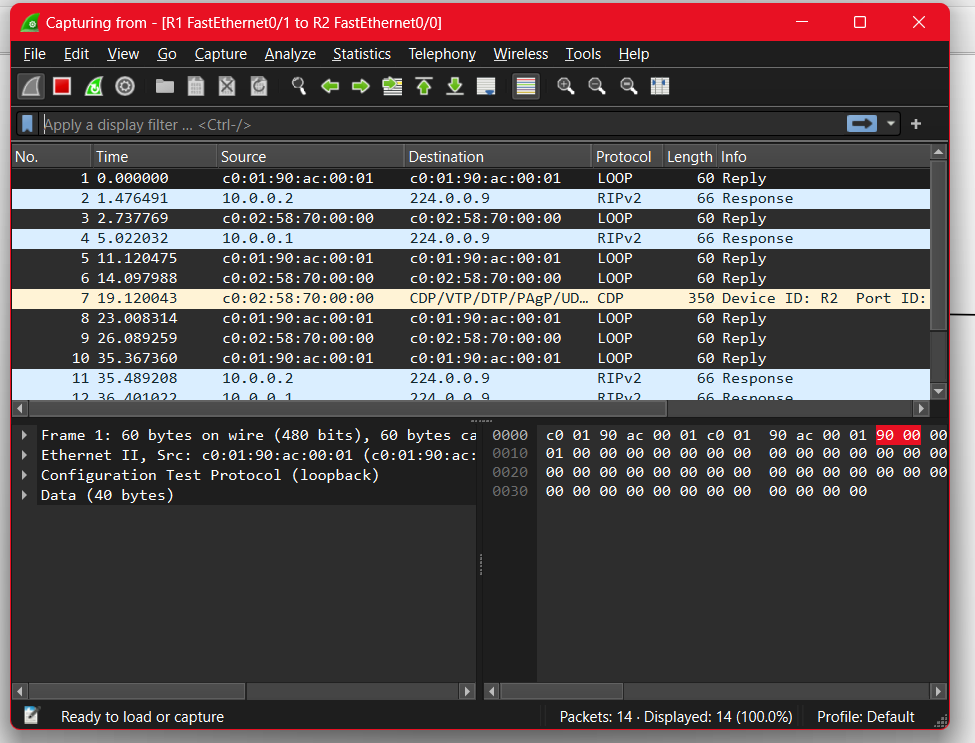 Capturing from - [R1 FastEthernet0/1 to R2 FastEthernet0/0]
File Edit View Go Capture Analyze Statistics Telephony Wireless Tools Help
Apply a display filter ... <Ctrl-/>
No. Time Source Destination Protocol Length Info
1 0.000000 c0:01:90:ac:00:01 c0:01:90:ac:00:01 LOOP 60 Reply
2 1.476491 10.0.0.2 224.0.0.9 RIPv2 66 Response
3 2.737769 c0:02:58:70:00:00 c0:02:58:70:00:00 LOOP 60 Reply
4 5.022032 10.0.0.1 224.0.0.9 RIPv2 66 Response
5 11.120475 c0:01:90:ac:00:01 c0:01:90:ac:00:01 LOOP 60 Reply
6 14.097988 c0:02:58:70:00:00 c0:02:58:70:00:00 LOOP 60 Reply
7 19.120043 c0:02:58:70:00:00 CDP/VTP/DTP/PAgP/UD… CDP 350 Device ID: R2 Port ID:
8 23.008314 c0:01:90:ac:00:01 c0:01:90:ac:00:01 LOOP 60 Reply
9 26.089259 c0:02:58:70:00:00 c0:02:58:70:00:00 LOOP 60 Reply
10 35.367360 c0:01:90:ac:00:01 c0:01:90:ac:00:01 LOOP 60 Reply
11 35.489208 10.0.0.2 224.0.0.9 RIPv2 66 Response
12 36.401022 10.0.0.1 224.0.0.9 RIPv2 66 Response
Frame 1: 60 bytes on wire (480 bits), 60 bytes ca
Ethernet II, Src: c0:01:90:ac:00:01 (c0:01:90:ac:
Configuration Test Protocol (loopback)
Data (40 bytes)
0000 c0 01 90 ac 00 01 c0 01 90 ac 00 01 90 00 00
0010 01 00 00 00 00 00 00 00 00 00 00 00 00 00 00
0020 00 00 00 00 00 00 00 00 00 00 00 00 00 00 00
0030 00 00 00 00 00 00 00 00 00 00 00 00
Ready to load or capture
Packets: 14 · Displayed: 14 (100.0%)
Profile: Default